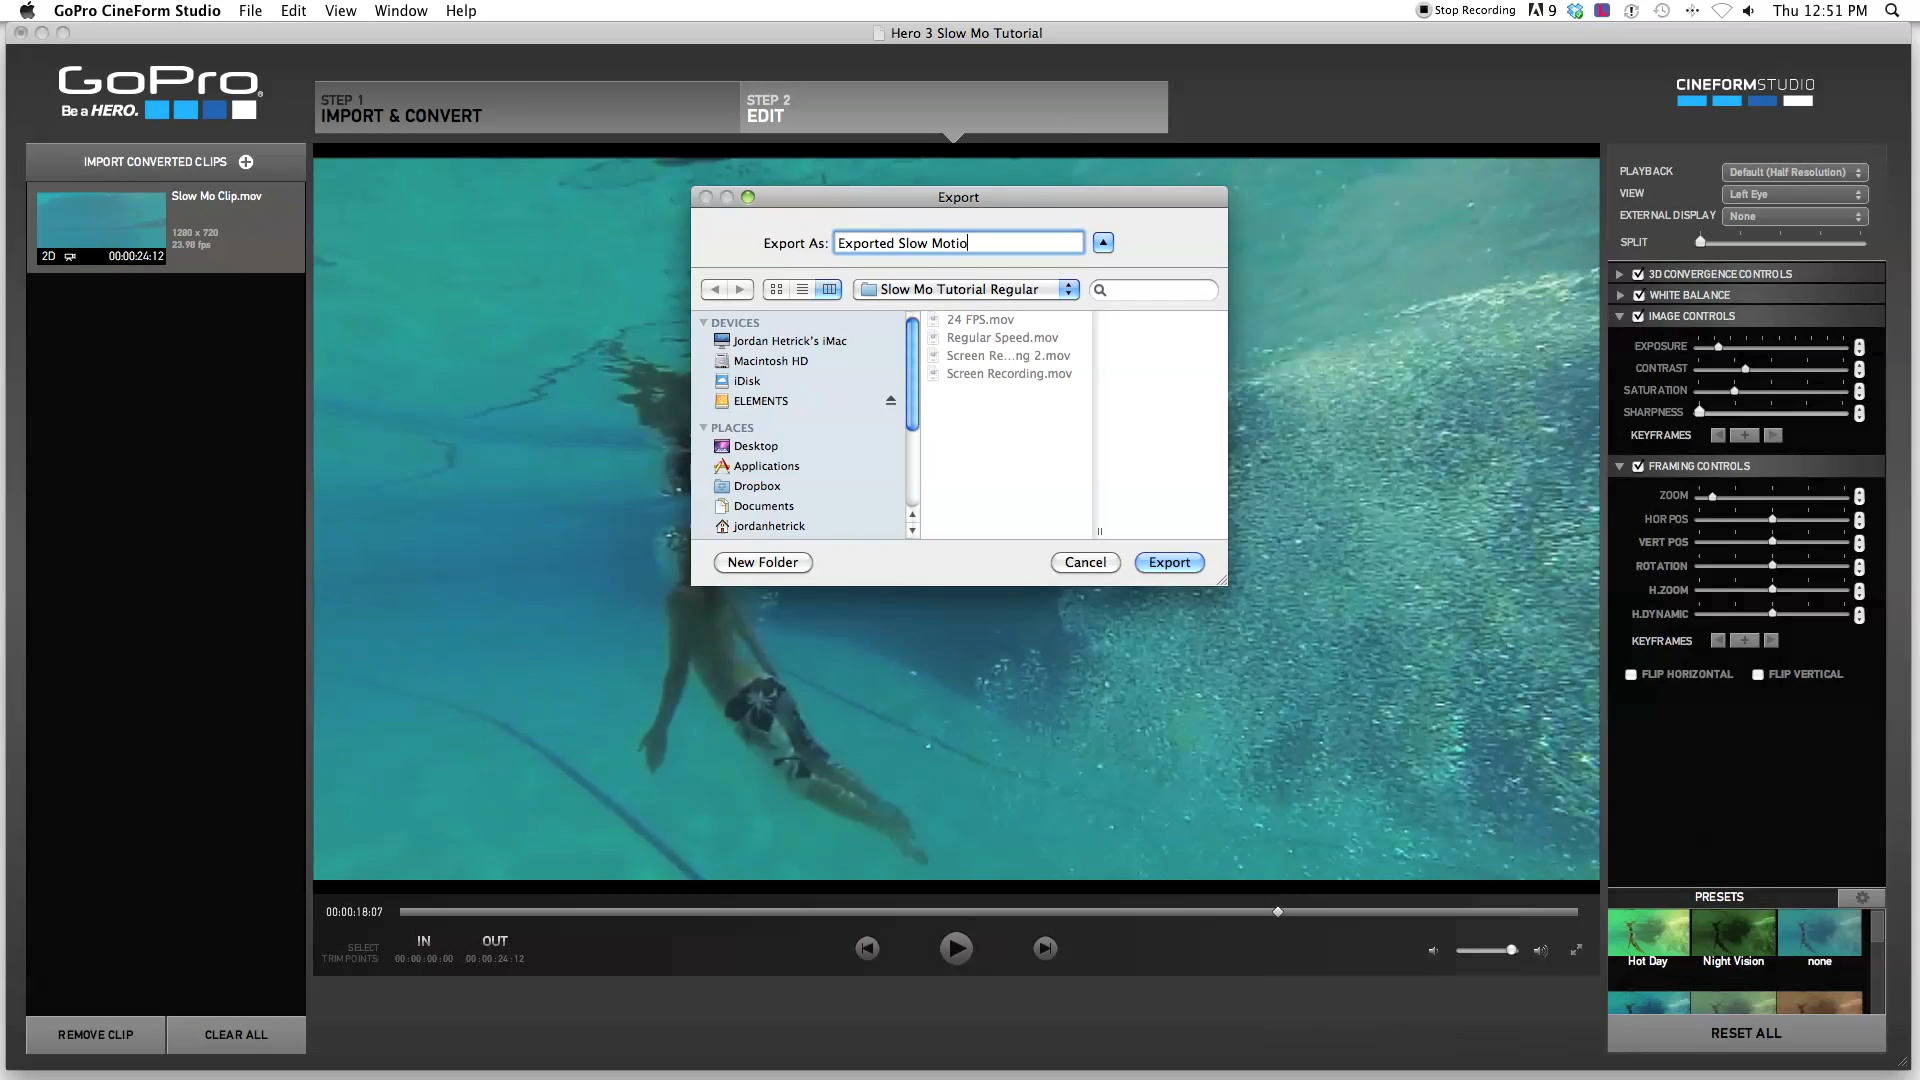 GoPro CineForm Studio File Edit View Window Help
Stop Recording 9 Thu 12:51 PM
Hero 3 Slow Mo Tutorial
GoPro
Be a HERO.
STEP 1
IMPORT & CONVERT
STEP 2
EDIT
CINEFORMSTUDIO
IMPORT CONVERTED CLIPS
Slow Mo Clip.mov
1280 x 720
23.98 fps
2D 00:00:24:12
Export
Export As: Exported Slow Motio
Slow Mo Tutorial Regular
DEVICES
Jordan Hetrick's iMac
Macintosh HD
iDisk
ELEMENTS
PLACES
Desktop
Applications
Dropbox
Documents
jordanhetrick
24 FPS.mov
Regular Speed.mov
Screen Re...ng 2.mov
Screen Recording.mov
New Folder
Cancel
Export
PLAYBACK Default (Half Resolution)
VIEW Left Eye
EXTERNAL DISPLAY None
SPLIT
3D CONVERGENCE CONTROLS
WHITE BALANCE
IMAGE CONTROLS
EXPOSURE
CONTRAST
SATURATION
SHARPNESS
KEYFRAMES
FRAMING CONTROLS
ZOOM
HOR POS
VERT POS
ROTATION
H.ZOOM
H.DYNAMIC
KEYFRAMES
FLIP HORIZONTAL FLIP VERTICAL
PRESETS
Hot Day Night Vision none
RESET ALL
00:00:18:07
SELECT
TRIM POINTS:
IN
00:00:00:00
OUT
00:00:24:12
REMOVE CLIP
CLEAR ALL